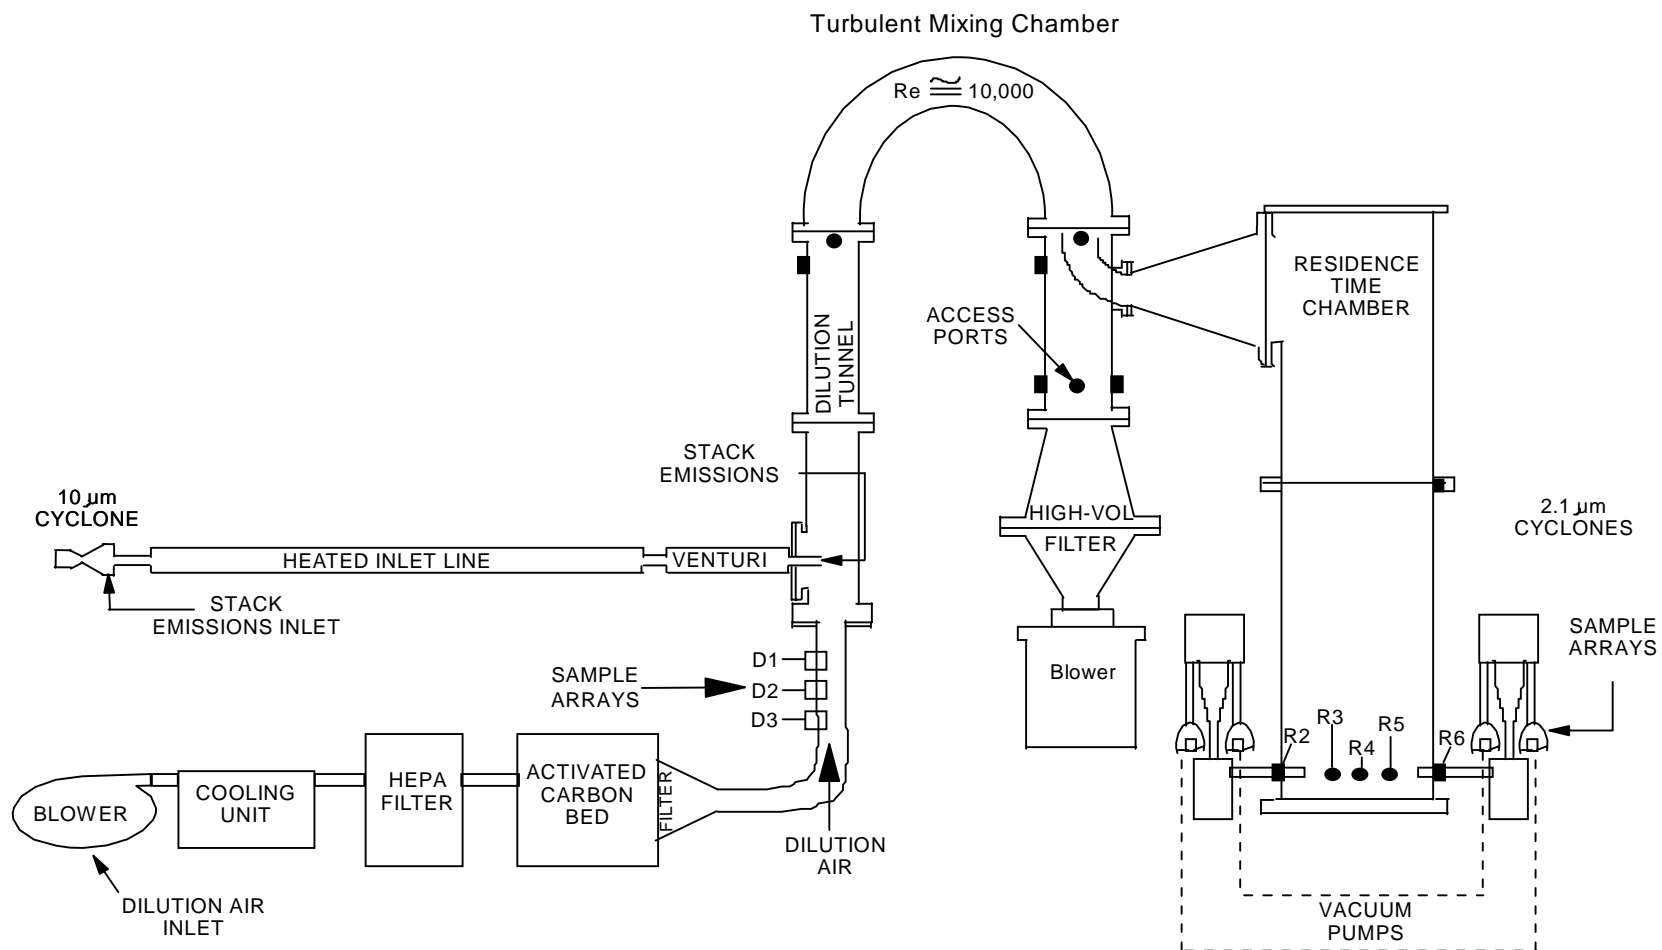 Turbulent Mixing Chamber
Re ≅ 10,000
RESIDENCE
TIME
CHAMBER
ACCESS
PORTS
DILUTION
TUNNEL
STACK
EMISSIONS
10 µm
CYCLONE
HIGH-VOL
FILTER
2.1 µm
CYCLONES
HEATED INLET LINE
VENTURI
STACK
EMISSIONS INLET
SAMPLE
ARRAYS
D1
D2
D3
Blower
SAMPLE
ARRAYS
R2
R3
R4
R5
R6
BLOWER
COOLING
UNIT
HEPA
FILTER
ACTIVATED
CARBON
BED
FILTER
DILUTION
AIR
DILUTION AIR
INLET
VACUUM
PUMPS